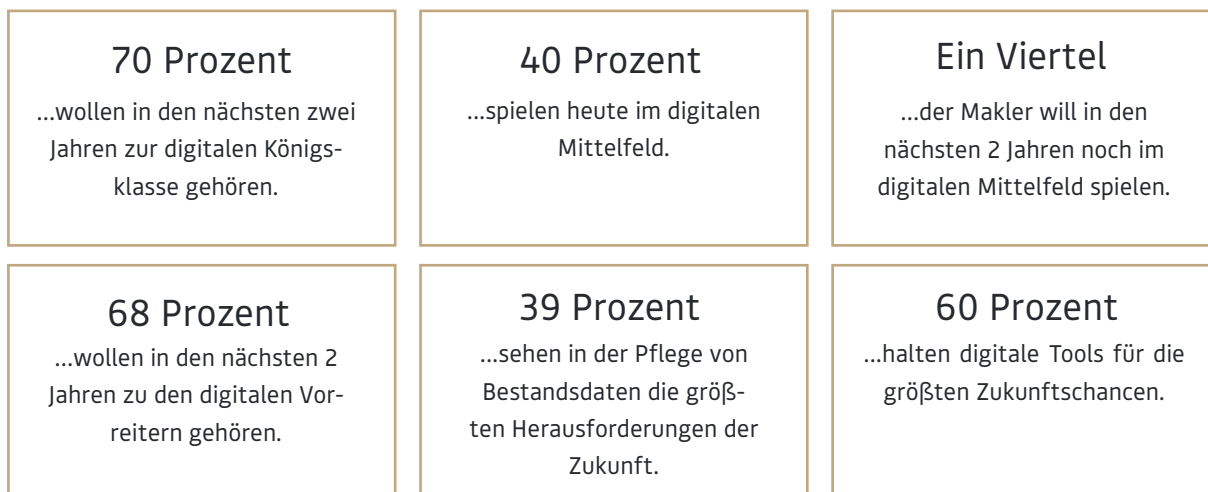 70 Prozent
...wollen in den nächsten zwei
Jahren zur digitalen Königs-
klasse gehören.
40 Prozent
...spielen heute im digitalen
Mittelfeld.
Ein Viertel
...der Makler will in den
nächsten 2 Jahren noch im
digitalen Mittelfeld spielen.
68 Prozent
...wollen in den nächsten 2
Jahren zu den digitalen Vor-
reitern gehören.
39 Prozent
...sehen in der Pflege von
Bestandsdaten die größ-
ten Herausforderungen der
Zukunft.
60 Prozent
...halten digitale Tools für die
größten Zukunftschancen.